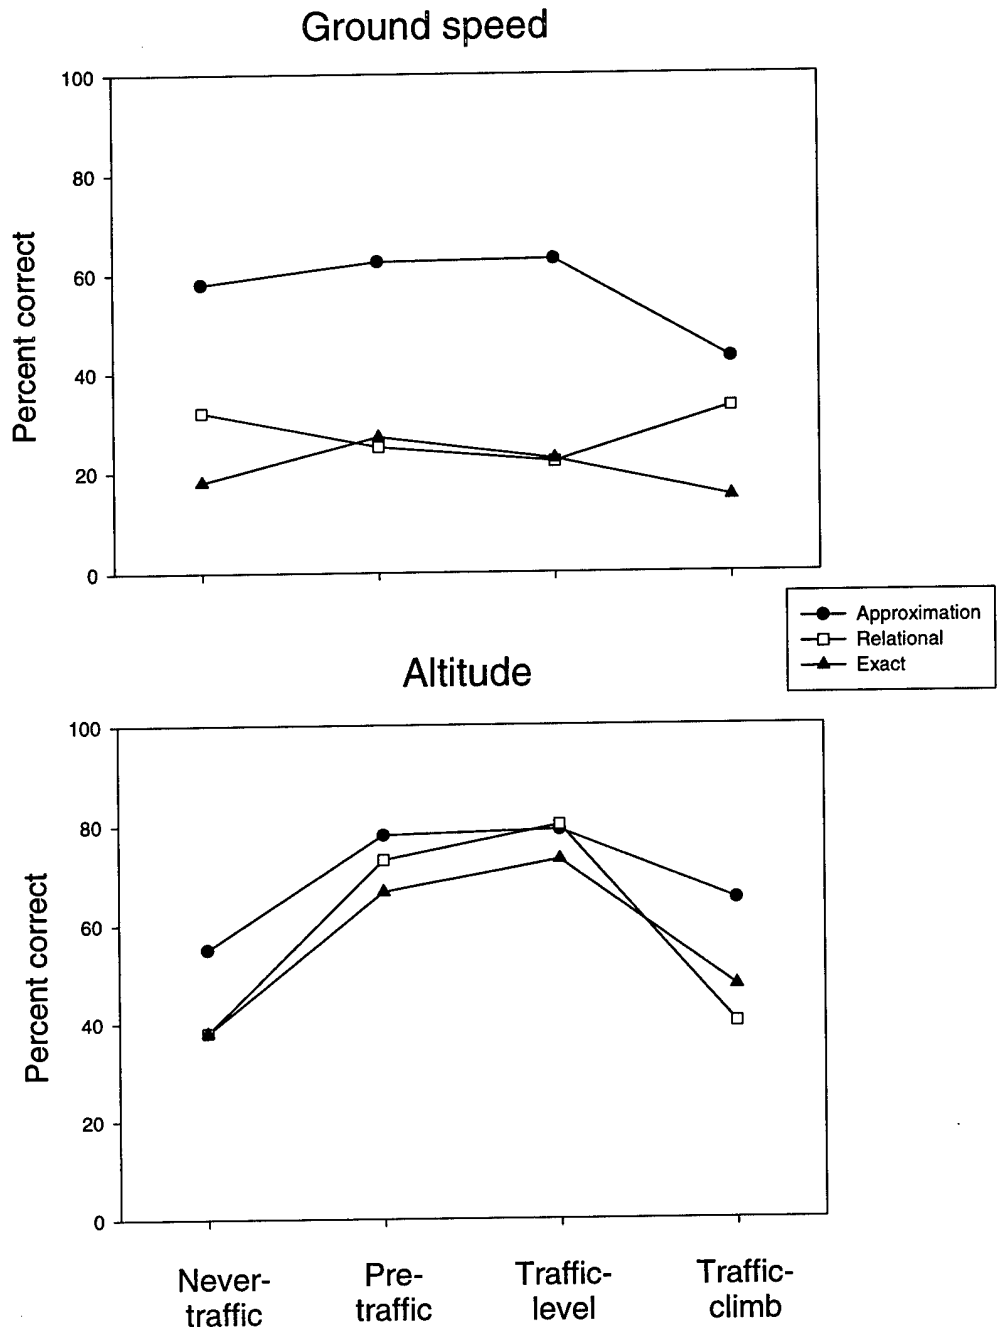 Ground speed
100
80
60
40
20
0
Percent correct
Approximation
Relational
Exact
Altitude
100
80
60
40
20
0
Percent correct
Never-
traffic
Pre-
traffic
Traffic-
level
Traffic-
climb